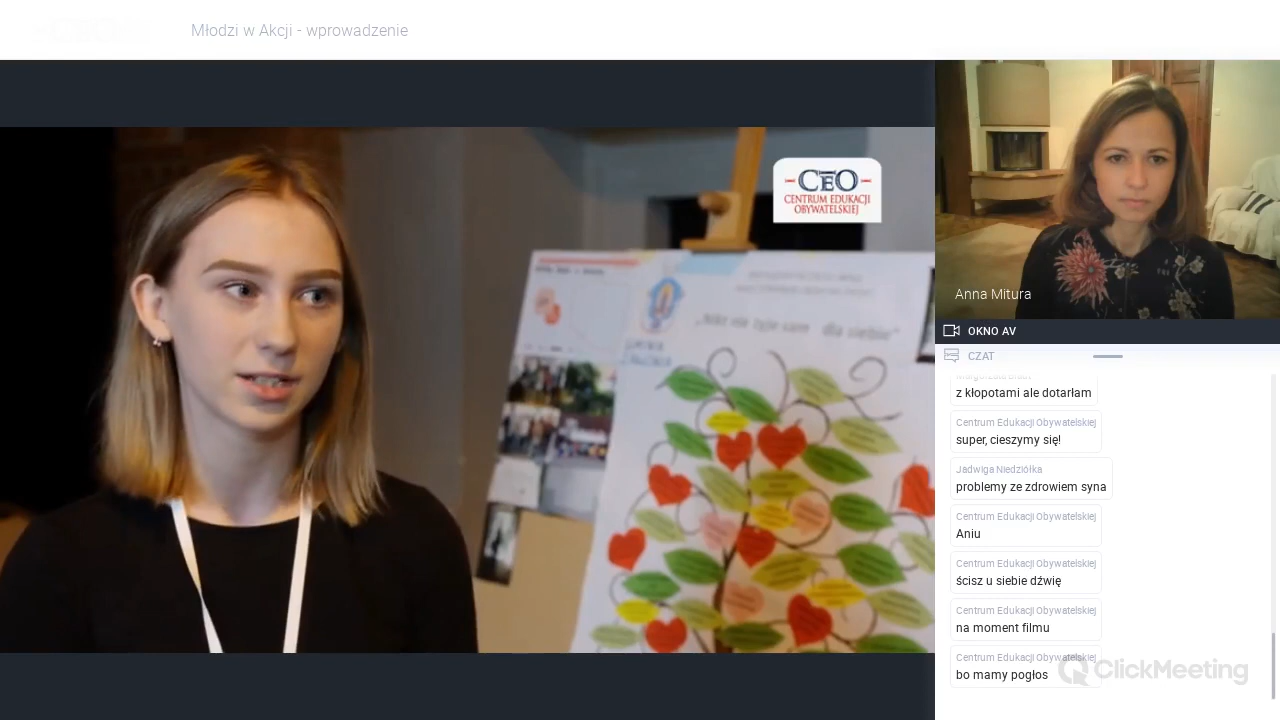 Młodzi w Akcji - wprowadzenie
CEO
CENTRUM EDUKACJI
OBYWATELSKIEJ
Anna Mitura
OKNO AV
CZAT
z kłopotami ale dotarłam
Centrum Edukacji Obywatelskiej
super, cieszymy się!
Jadwiga Niedziółka
problemy ze zdrowiem syna
Centrum Edukacji Obywatelskiej
Aniu
Centrum Edukacji Obywatelskiej
ścisz u siebie dźwię
Centrum Edukacji Obywatelskiej
na moment filmu
Centrum Edukacji Obywatelskiej
bo mamy pogłos
ClickMeeting